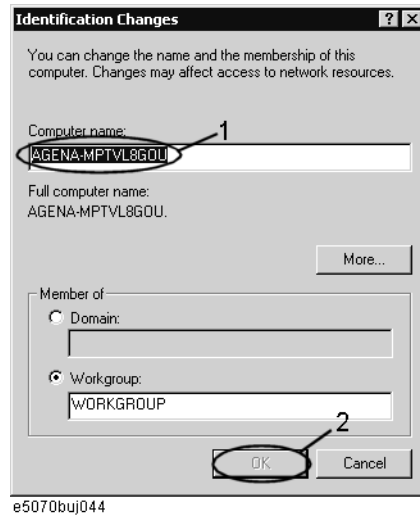 Identification Changes
You can change the name and the membership of this
computer. Changes may affect access to network resources.
1
Computer name:
AGENA-MPTVL8GOU
Full computer name:
AGENA-MPTVL8GOU.
More...
Member of
Domain:
Workgroup:
WORKGROUP
2
OK
Cancel
e5070buj044